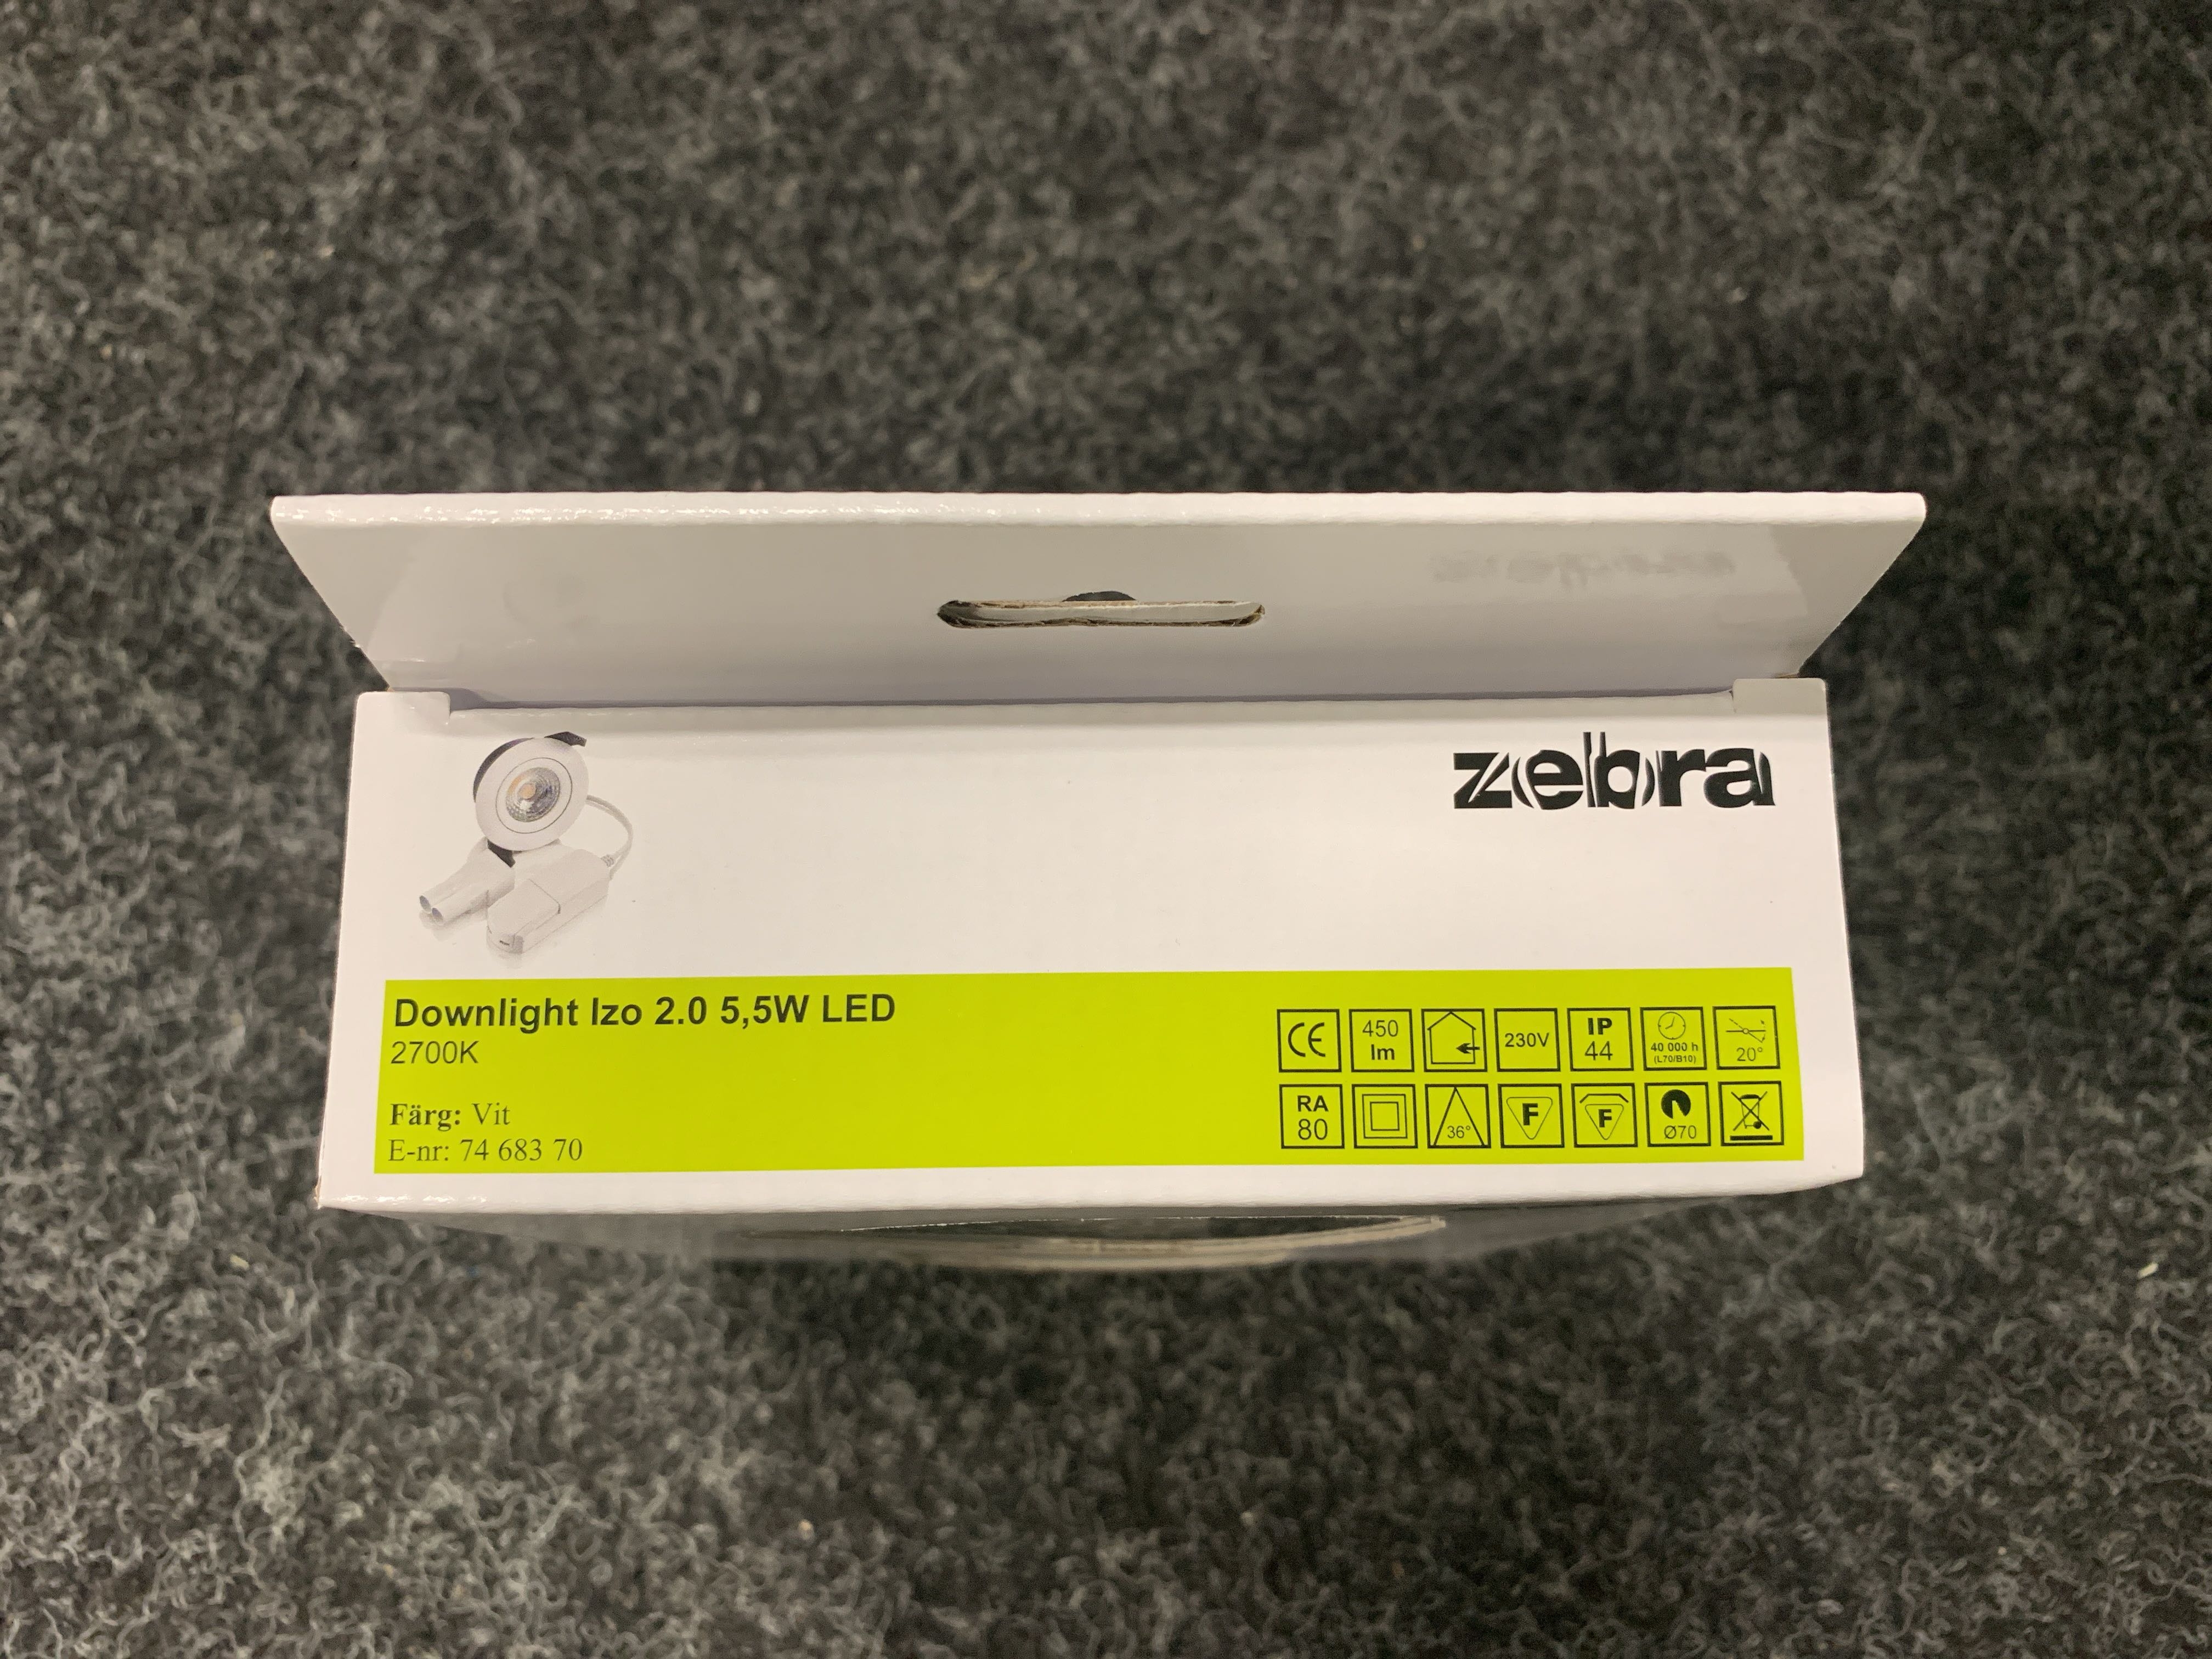 zebra
Downlight Izo 2.0 5,5W LED
2700K
Färg: Vit
E-nr: 74 683 70
CE
450
lm
230V
IP
44
40 000 h
(L70/B10)
20°
RA
80
36°
F
F
Ø70